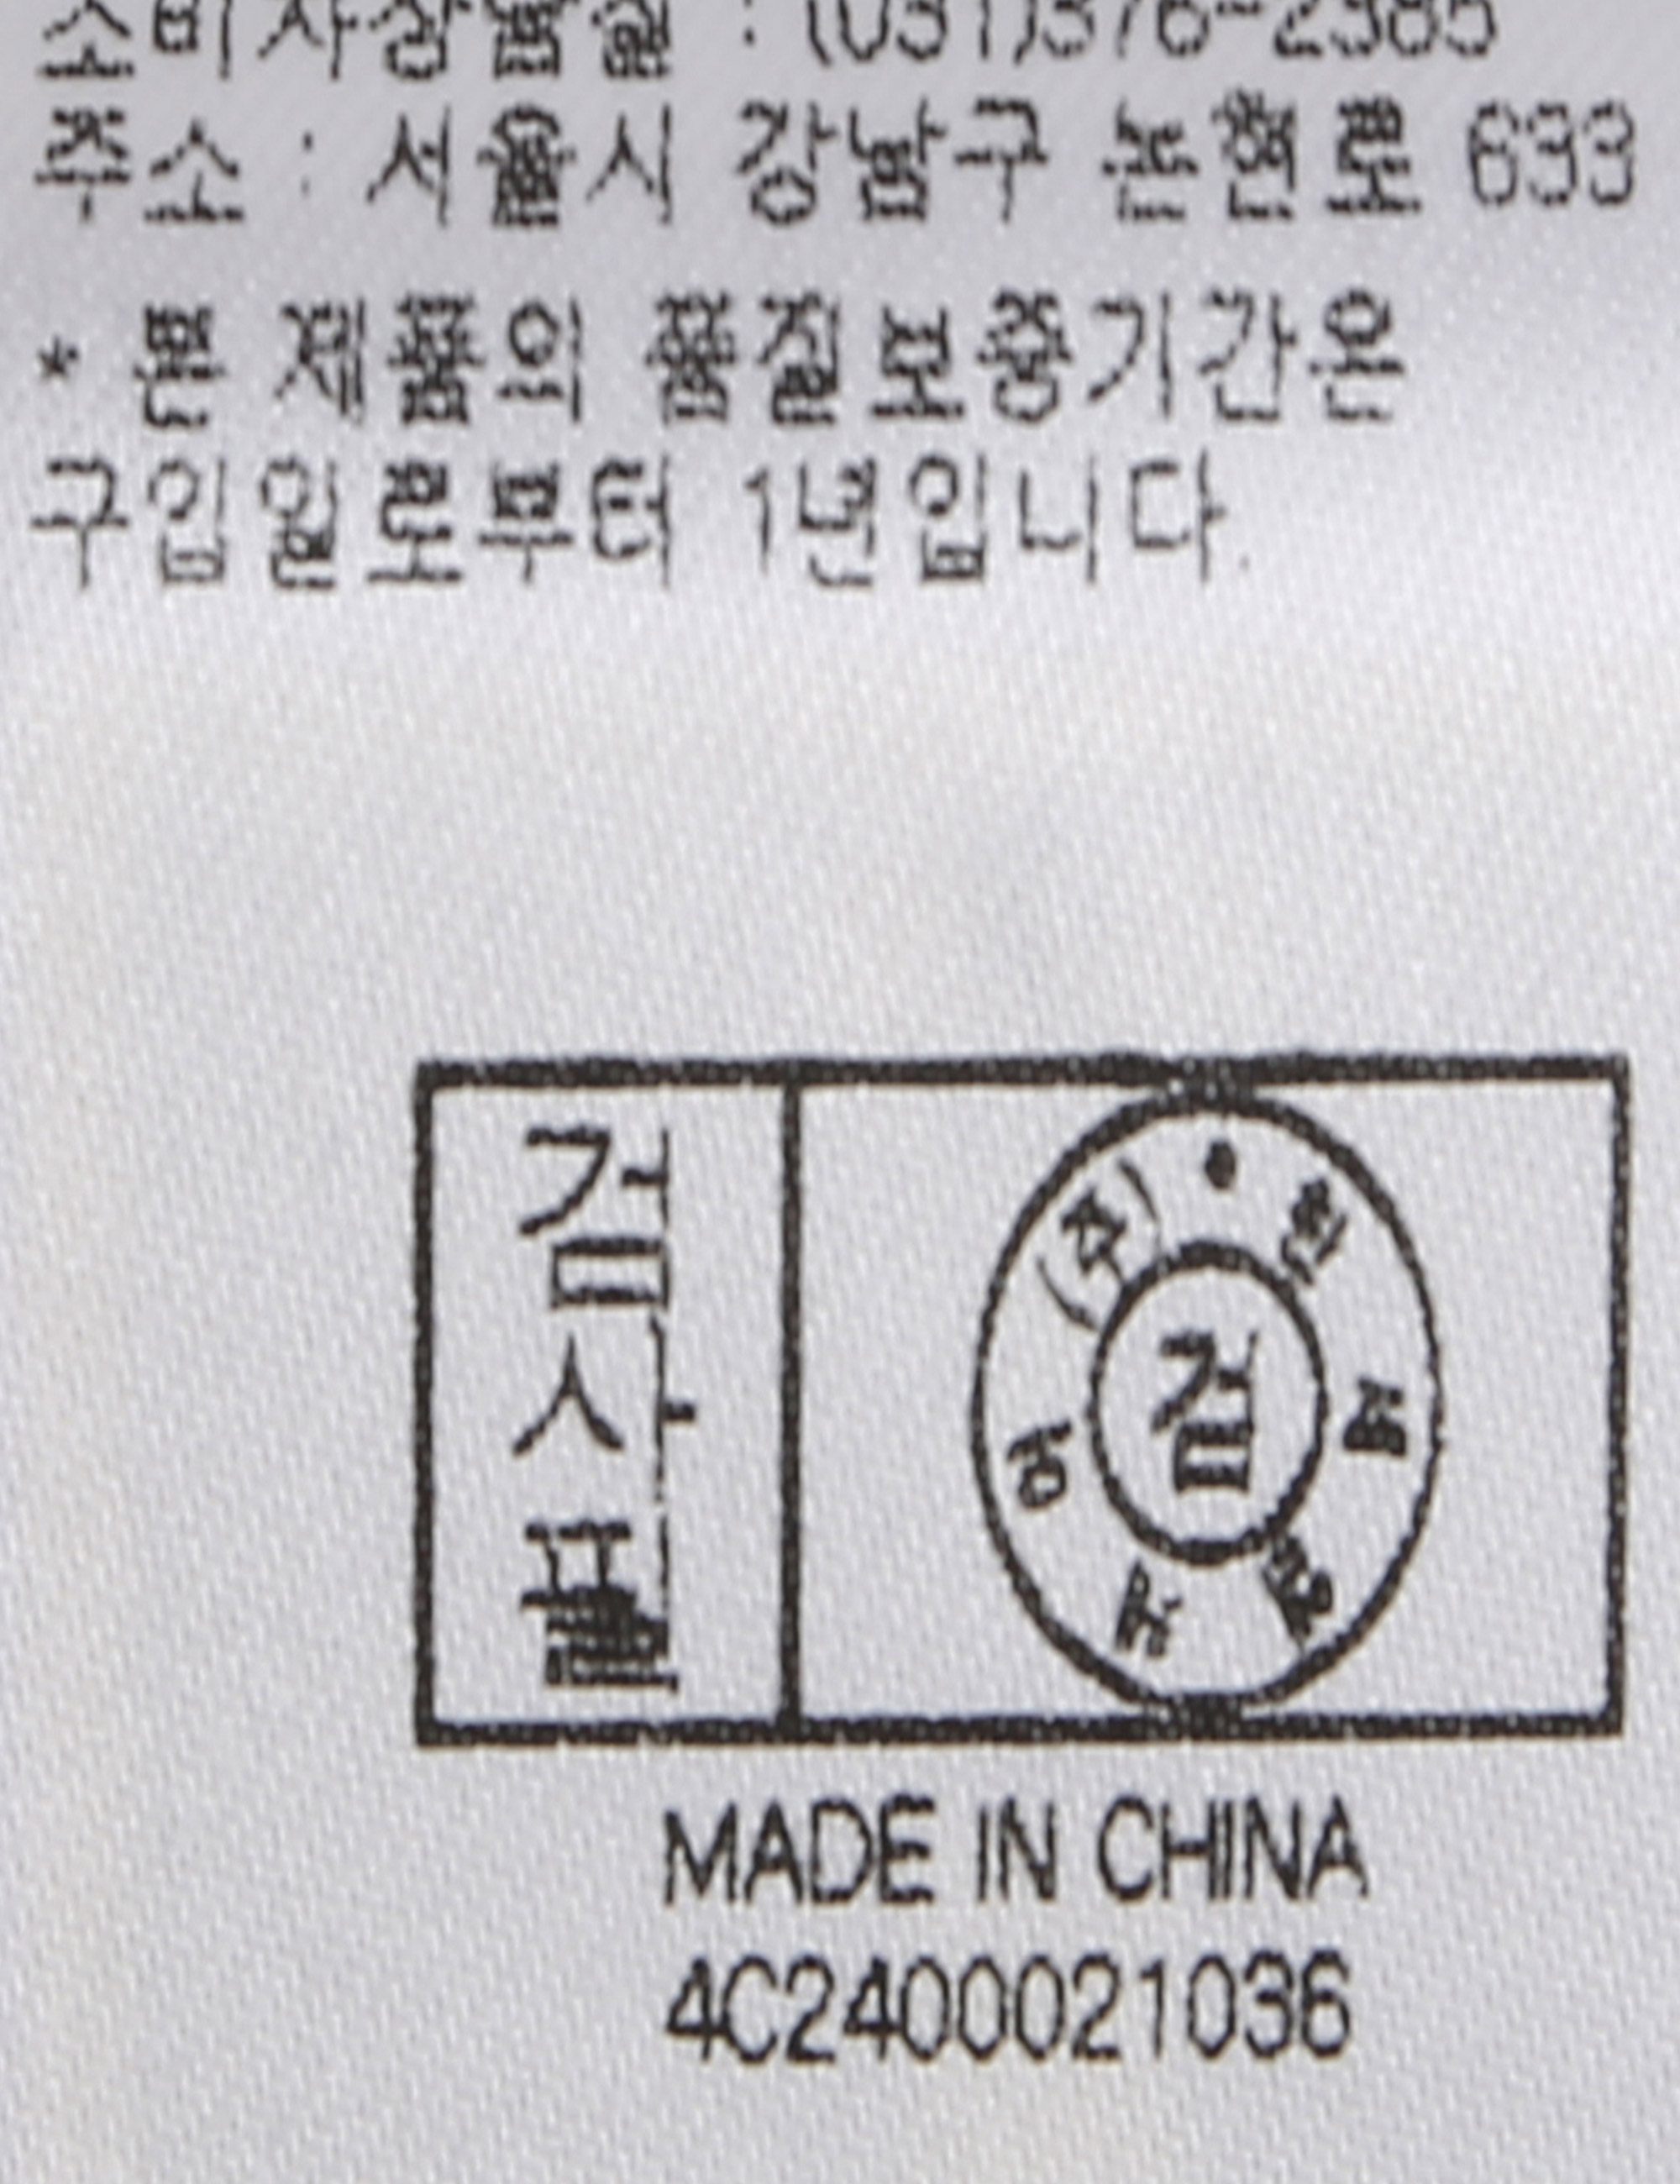 소비자상담실 : (031)376-2385
주소 : 서울시 강남구 논현로 633
* 본 제품의 품질보증기간은
구입일로부터 1년입니다.
검사필
(주) • 한섬
검
MADE IN CHINA
4C2400021036